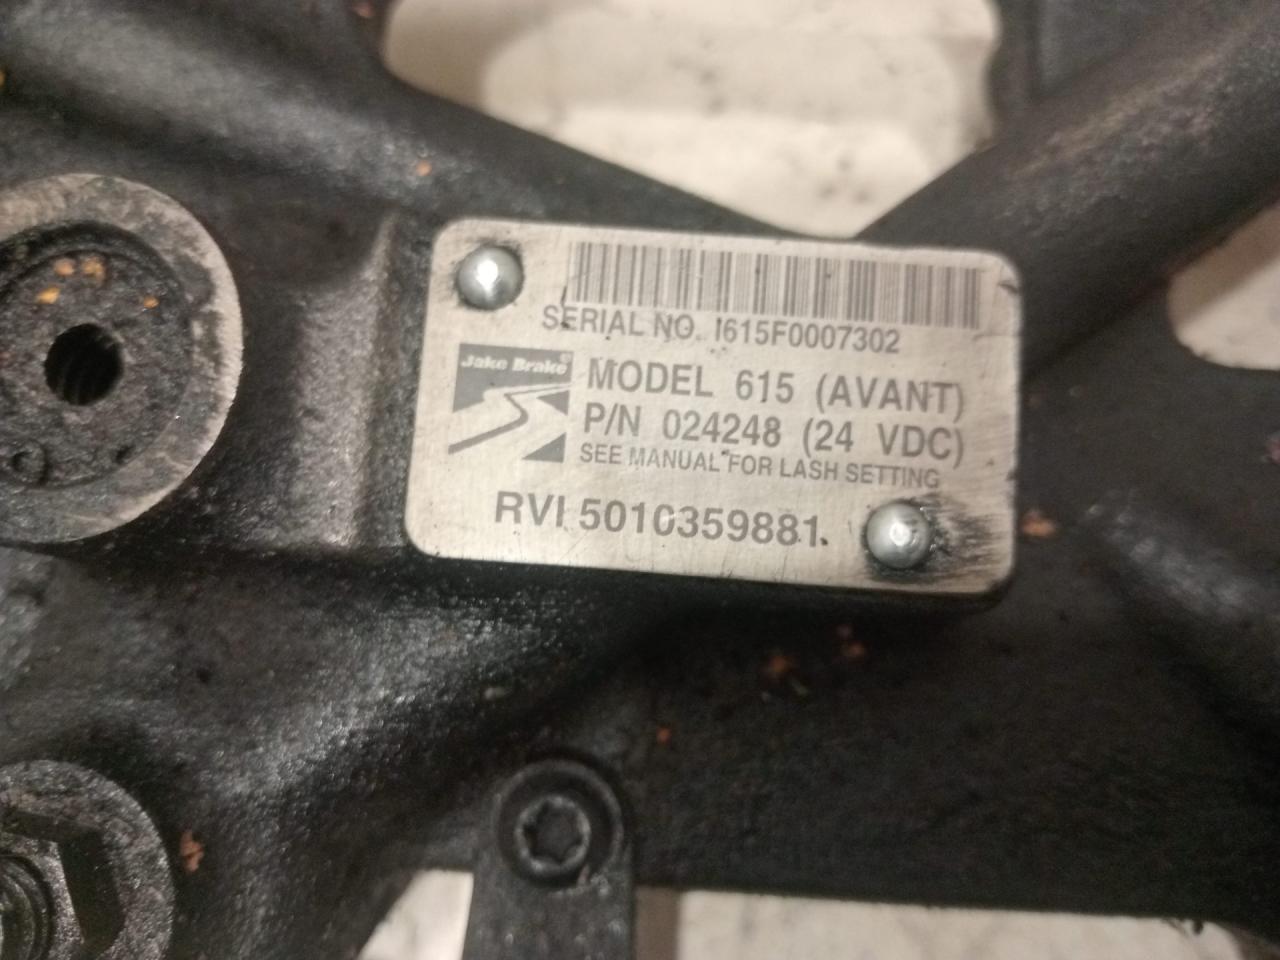 SERIAL NO. I615F0007302
Jake Brake®
MODEL 615 (AVANT)
P/N 024248 (24 VDC)
SEE MANUAL FOR LASH SETTING
RVI 5010359881